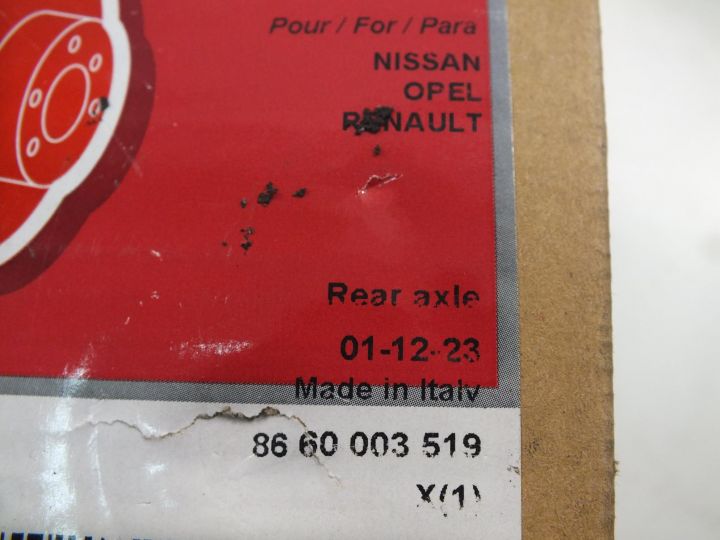 Pour / For / Para
NISSAN
OPEL
RENAULT
Rear axle
01-12-23
Made in Italy
86 60 003 519
X(1)